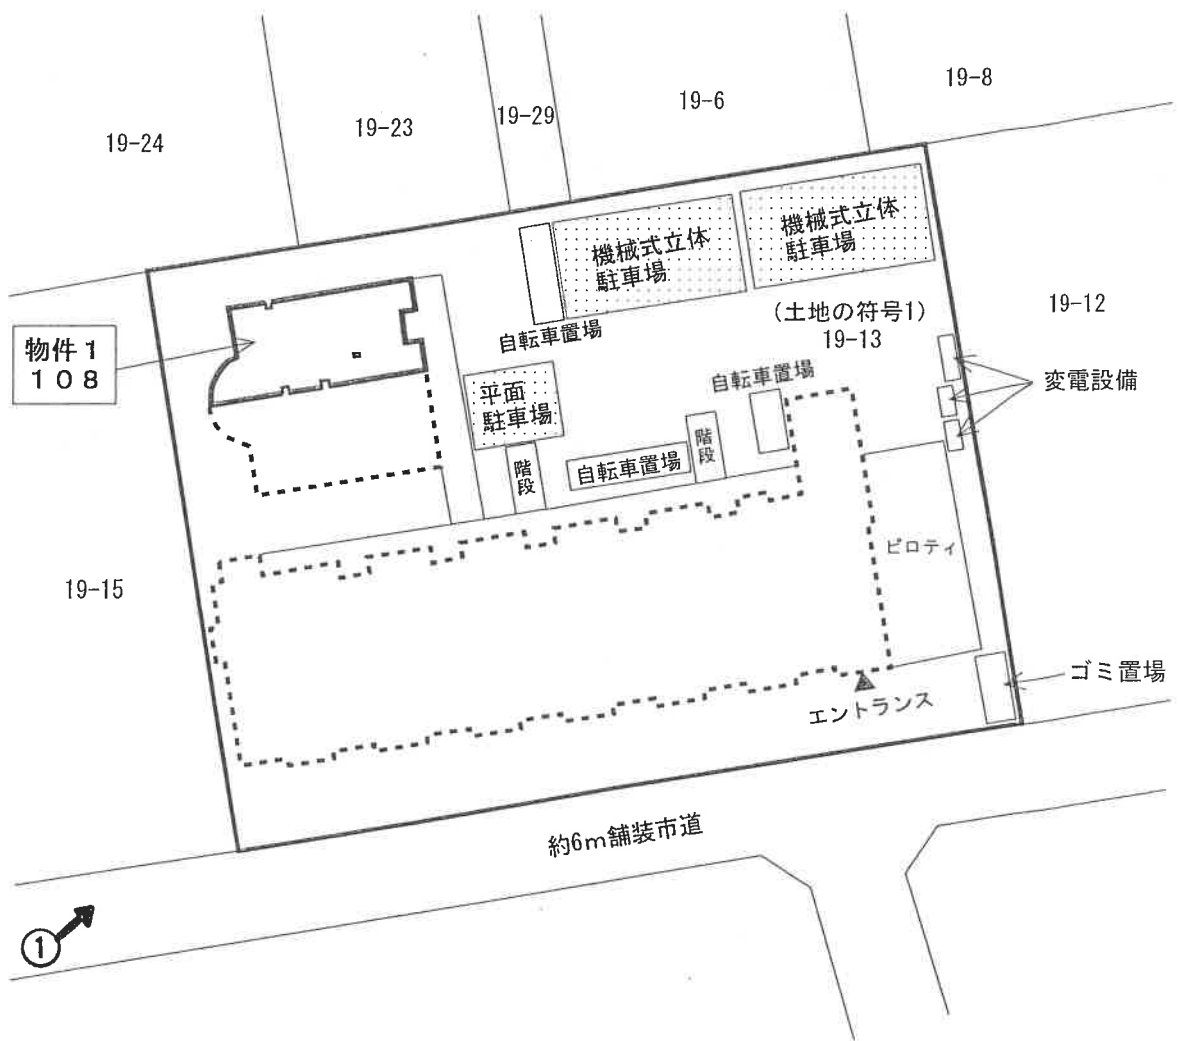 19-8
19-6
19-29
19-23
19-24
機械式立体
駐車場
機械式立体
駐車場
19-12
(土地の符号1)
19-13
自転車置場
物件1
108
自転車置場
変電設備
平面
駐車場
階段
自転車置場
階段
ピロティ
19-15
ゴミ置場
エントランス
約6m舗装市道
1